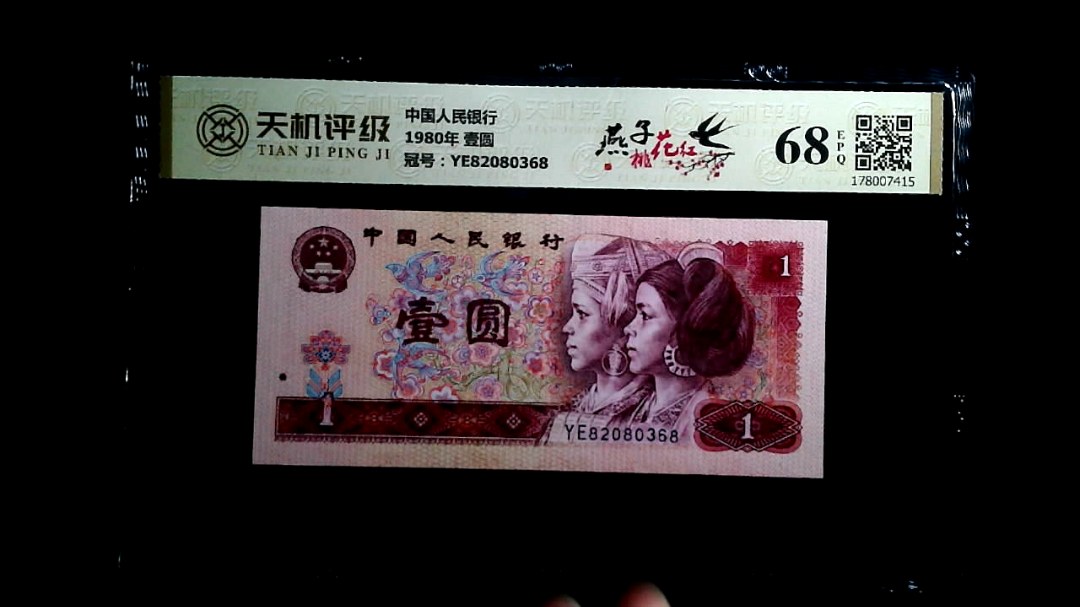 天机评级
TIAN JI PING JI
中国人民银行
1980年 壹圆
冠号：YE82080368
燕子
桃花红
68
EPQ
178007415
中国人民银行
壹圆
1
1
YE82080368
1